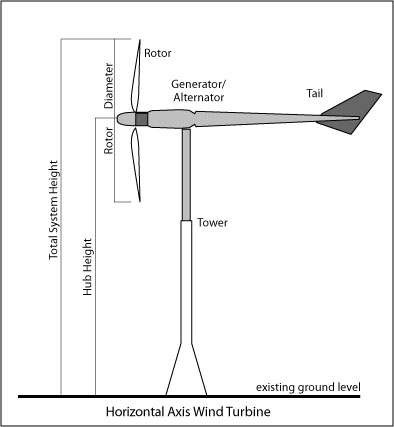 Rotor
Generator/
Alternator
Tail
Rotor Diameter
Total System Height
Hub Height
Tower
existing ground level
Horizontal Axis Wind Turbine